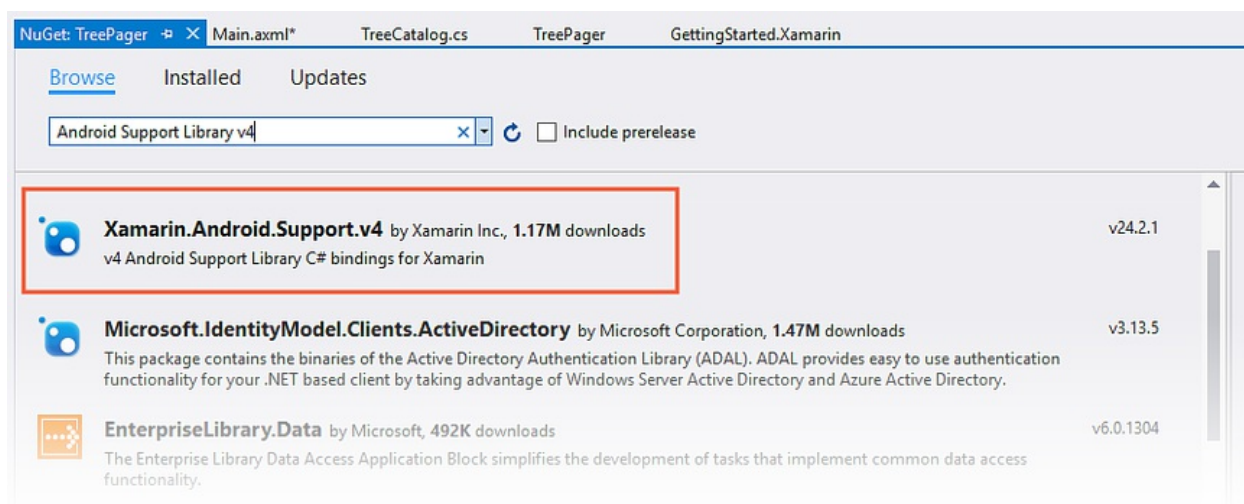 NuGet: TreePager Main.axml* TreeCatalog.cs TreePager GettingStarted.Xamarin
Browse Installed Updates
Android Support Library v4 Include prerelease
Xamarin.Android.Support.v4 by Xamarin Inc., 1.17M downloads v24.2.1
v4 Android Support Library C# bindings for Xamarin
Microsoft.IdentityModel.Clients.ActiveDirectory by Microsoft Corporation, 1.47M downloads v3.13.5
This package contains the binaries of the Active Directory Authentication Library (ADAL). ADAL provides easy to use authentication
functionality for your .NET based client by taking advantage of Windows Server Active Directory and Azure Active Directory.
EnterpriseLibrary.Data by Microsoft, 492K downloads v6.0.1304
The Enterprise Library Data Access Application Block simplifies the development of tasks that implement common data access
functionality.